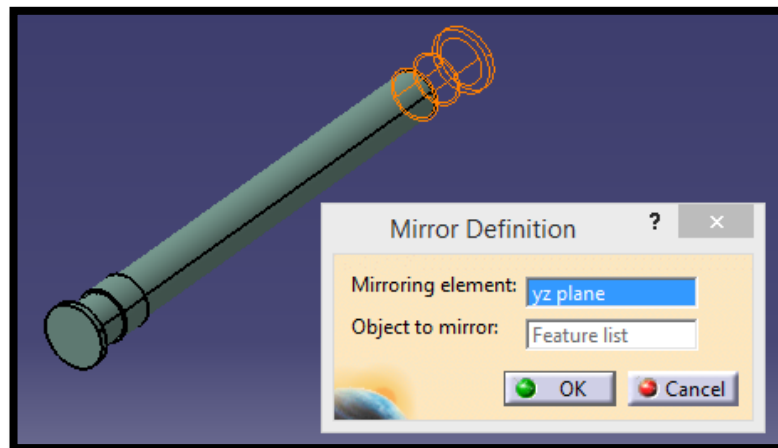 Mirror Definition ? ×
Mirroring element: yz plane
Object to mirror: Feature list
OK Cancel